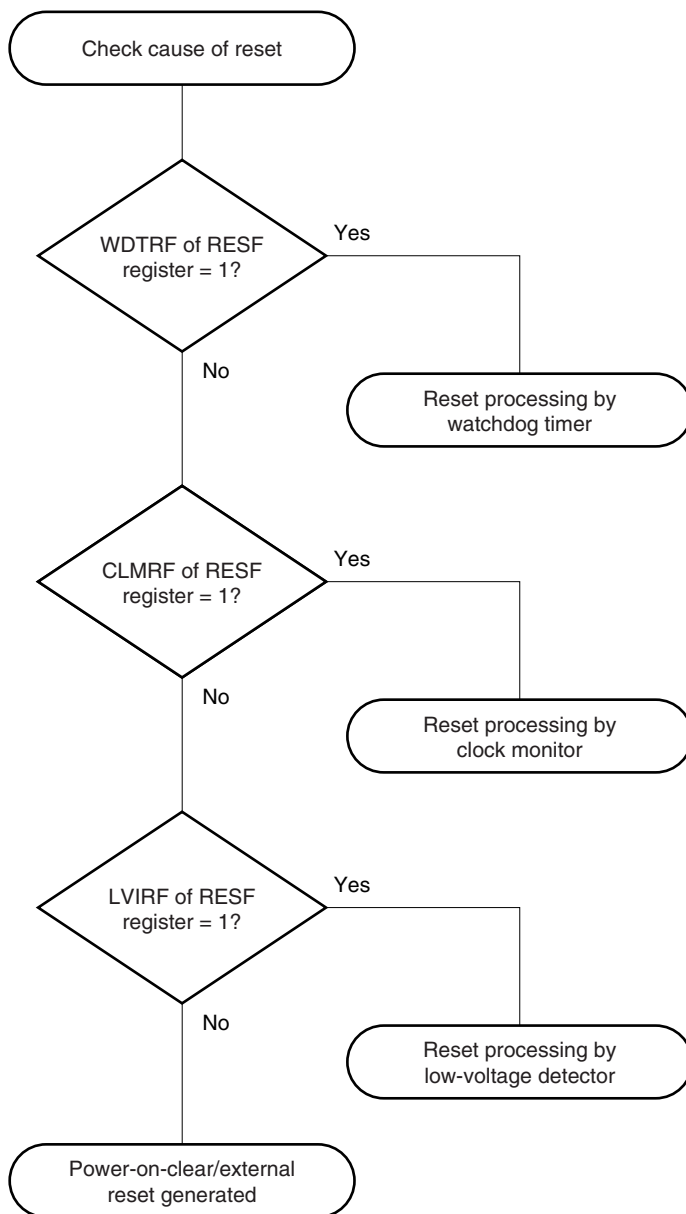 Check cause of reset
WDTRF of RESF
register = 1?
Yes
No
Reset processing by
watchdog timer
CLMRF of RESF
register = 1?
Yes
No
Reset processing by
clock monitor
LVIRF of RESF
register = 1?
Yes
No
Reset processing by
low-voltage detector
Power-on-clear/external
reset generated